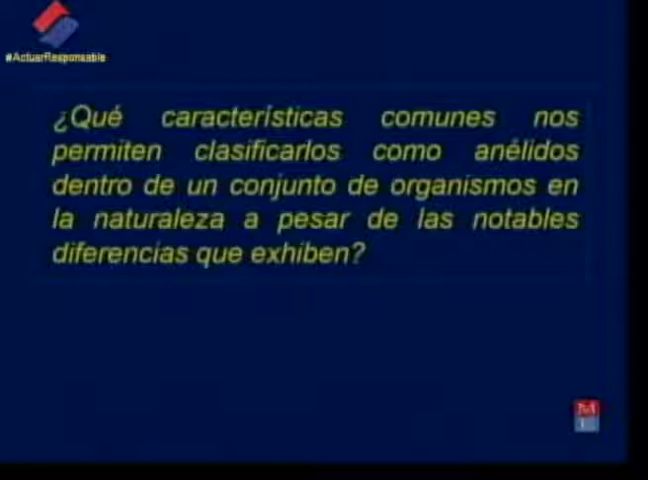 #ActuarResponsable
¿Qué características comunes nos
permiten clasificarlos como anélidos
dentro de un conjunto de organismos en
la naturaleza a pesar de las notables
diferencias que exhiben?